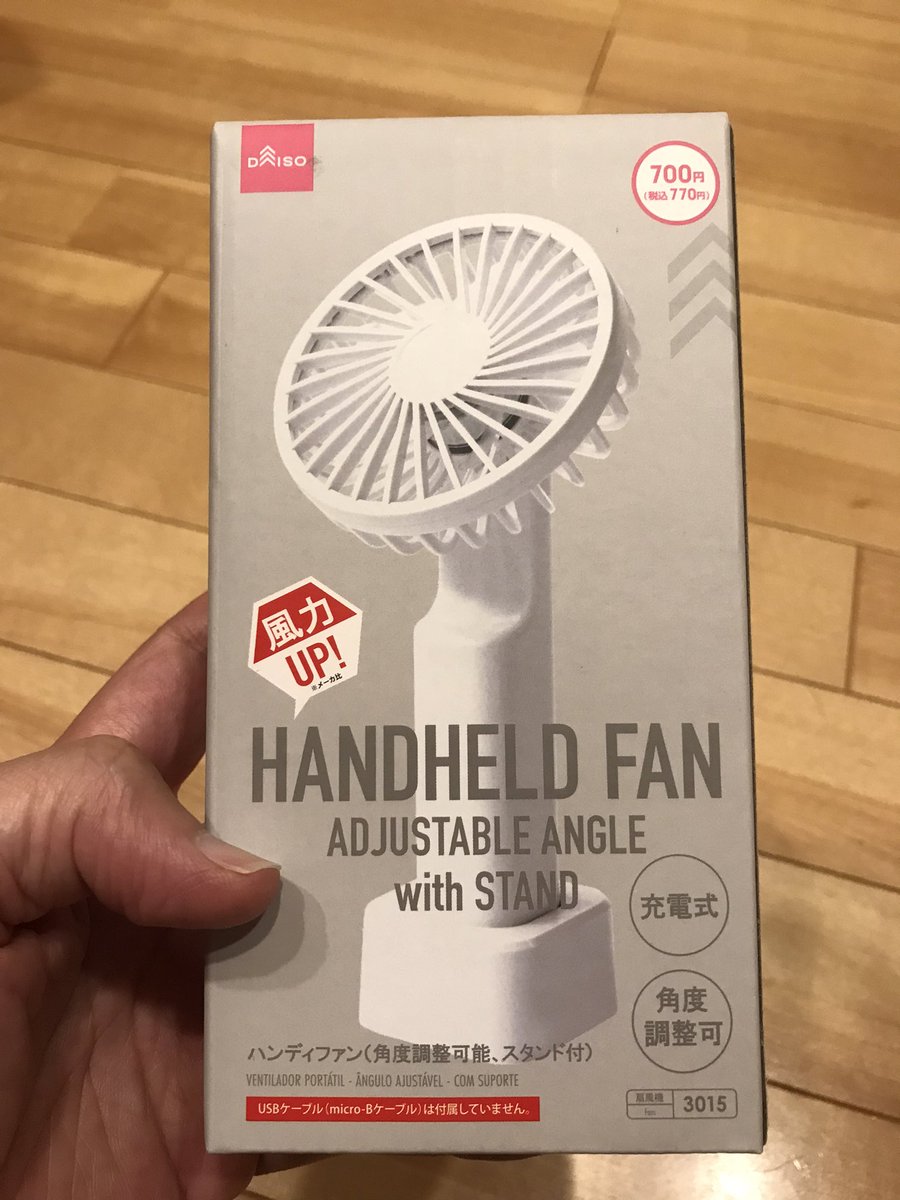 DAISO
700円
(税込770円)
風力
UP!
※メーカ比
HANDHELD FAN
ADJUSTABLE ANGLE
with STAND
充電式
角度
調整可
ハンディファン(角度調整可能、スタンド付)
VENTILADOR PORTÁTIL - ÂNGULO AJUSTÁVEL - COM SUPORTE
USBケーブル(micro-Bケーブル)は付属していません。
扇風機
Fan
3015